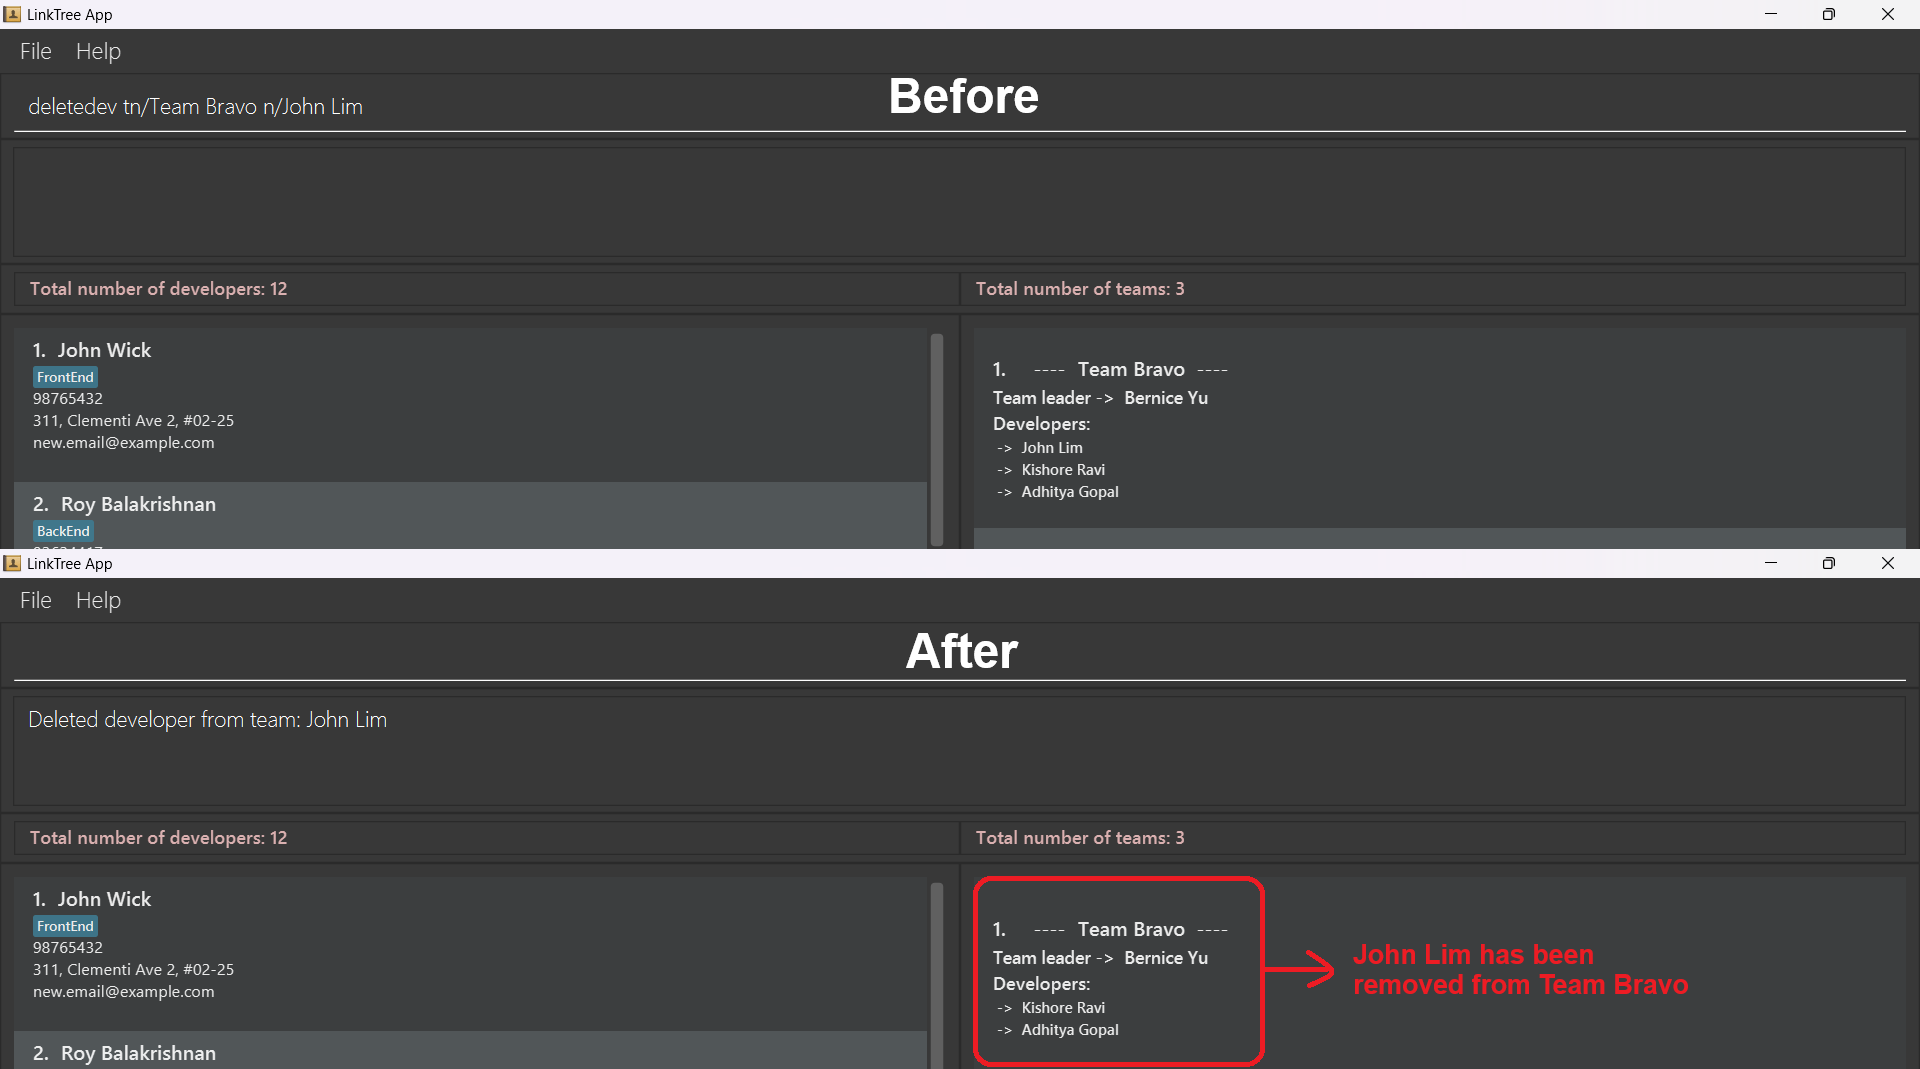 LinkTree App
File Help
Before
deletedev tn/Team Bravo n/John Lim
Total number of developers: 12
Total number of teams: 3
1. John Wick
FrontEnd
98765432
311, Clementi Ave 2, #02-25
new.email@example.com
2. Roy Balakrishnan
BackEnd
1. ---- Team Bravo ----
Team leader -> Bernice Yu
Developers:
-> John Lim
-> Kishore Ravi
-> Adhitya Gopal
LinkTree App
File Help
After
Deleted developer from team: John Lim
Total number of developers: 12
Total number of teams: 3
1. John Wick
FrontEnd
98765432
311, Clementi Ave 2, #02-25
new.email@example.com
2. Roy Balakrishnan
1. ---- Team Bravo ----
Team leader -> Bernice Yu
Developers:
-> Kishore Ravi
-> Adhitya Gopal
John Lim has been
removed from Team Bravo